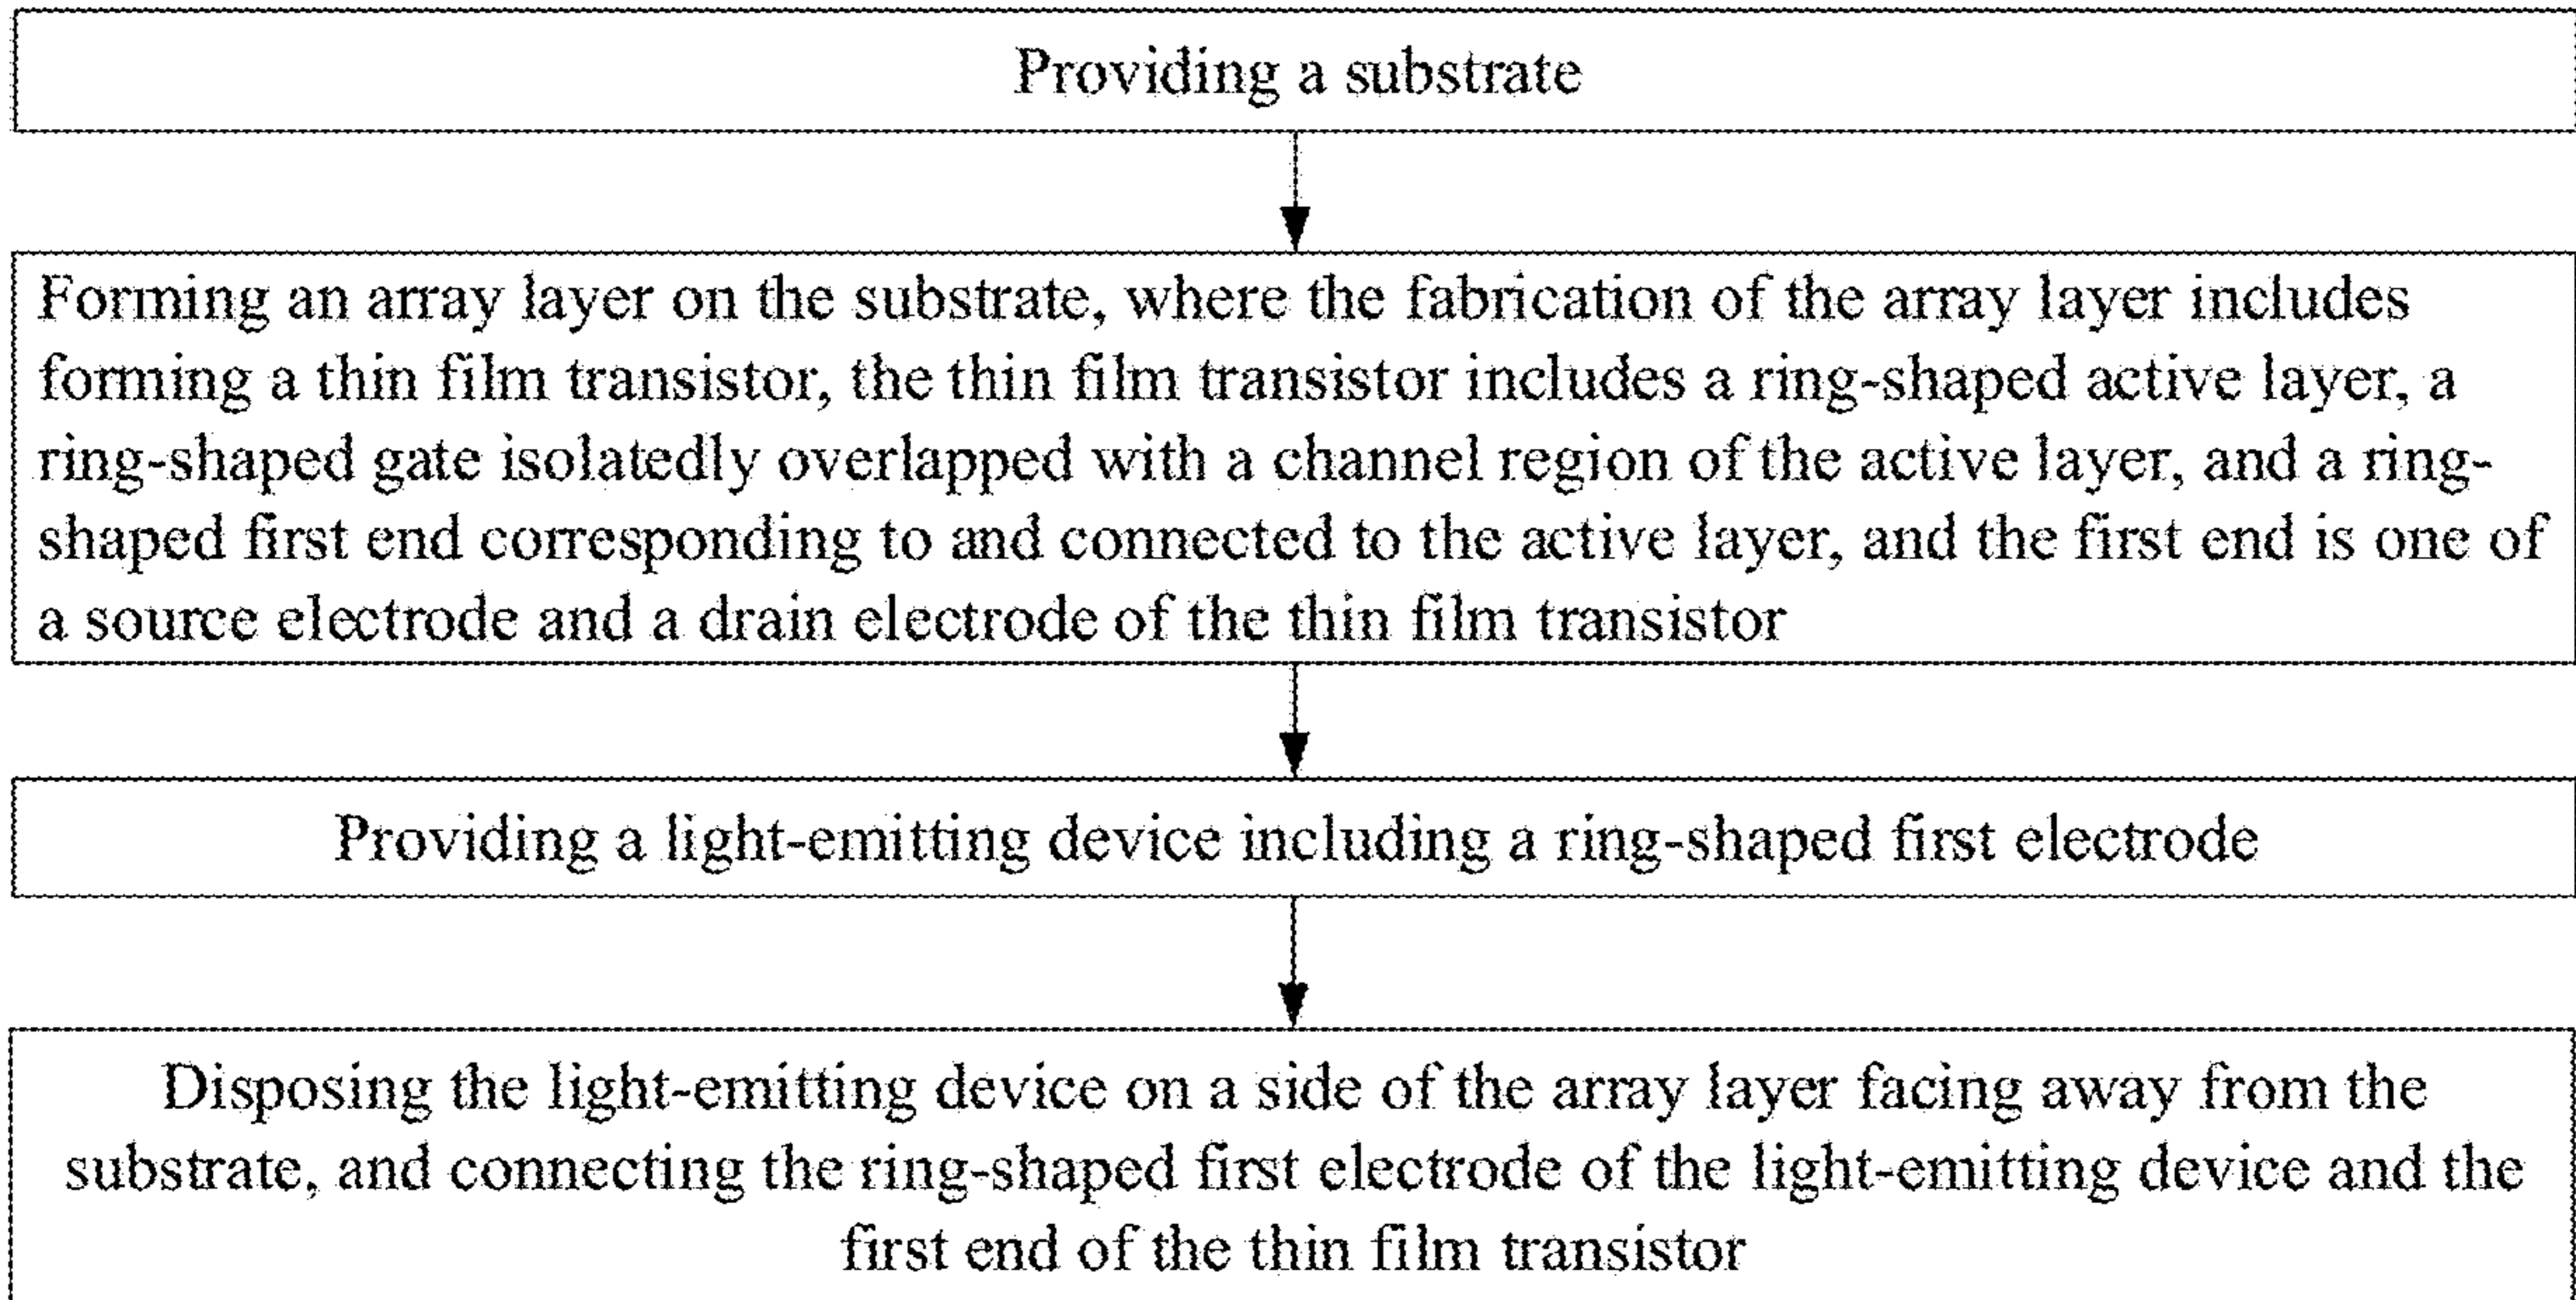 Providing a substrate
Forming an array layer on the substrate, where the fabrication of the array layer includes
forming a thin film transistor, the thin film transistor includes a ring-shaped active layer, a
ring-shaped gate isolatedly overlapped with a channel region of the active layer, and a ring-
shaped first end corresponding to and connected to the active layer, and the first end is one of
a source electrode and a drain electrode of the thin film transistor
Providing a light-emitting device including a ring-shaped first electrode
Disposing the light-emitting device on a side of the array layer facing away from the
substrate, and connecting the ring-shaped first electrode of the light-emitting device and the
first end of the thin film transistor